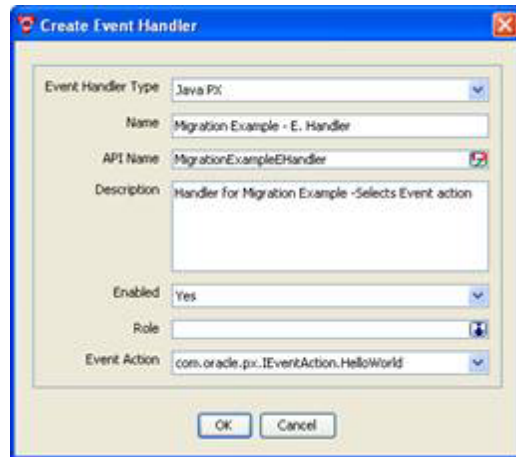 Create Event Handler
Event Handler Type Java PX
Name Migration Example - E. Handler
API Name MigrationExampleEHandler
Description Handler for Migration Example -Selects Event action
Enabled Yes
Role
Event Action com.oracle.px.IEventAction.HelloWorld
OK Cancel